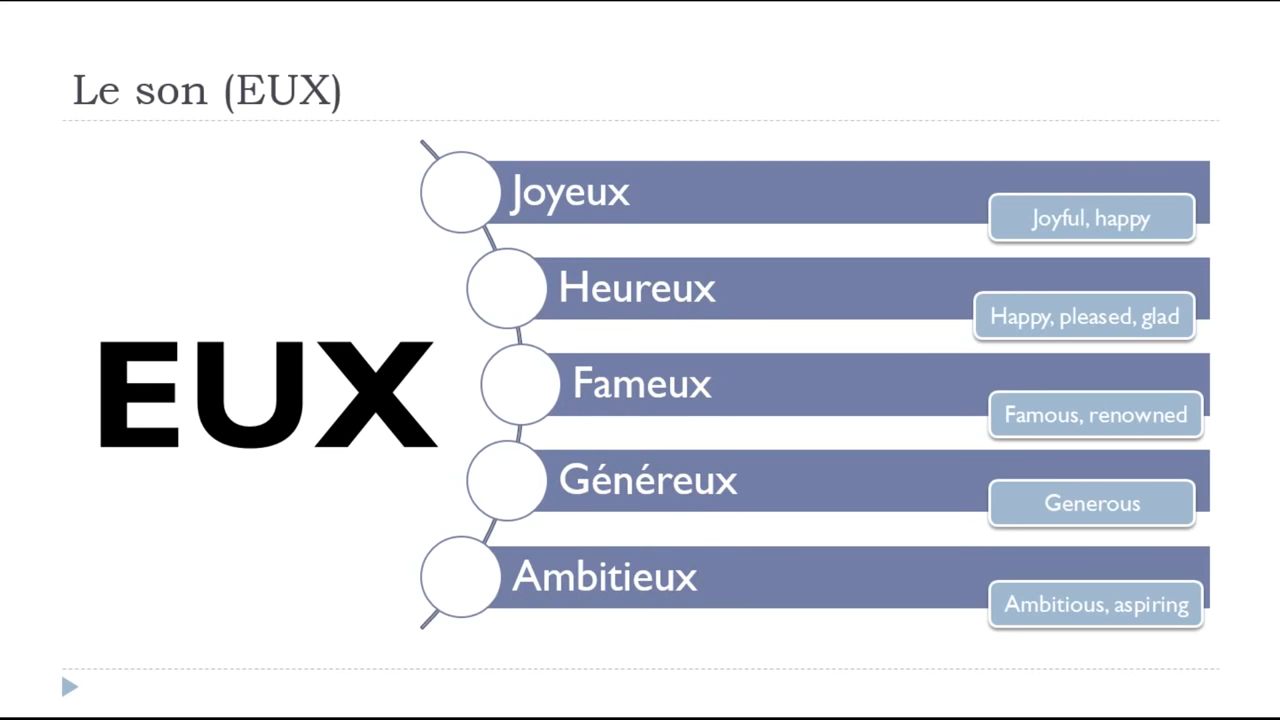 Le son (EUX)
EUX
Joyeux
Joyful, happy
Heureux
Happy, pleased, glad
Fameux
Famous, renowned
Généreux
Generous
Ambitieux
Ambitious, aspiring